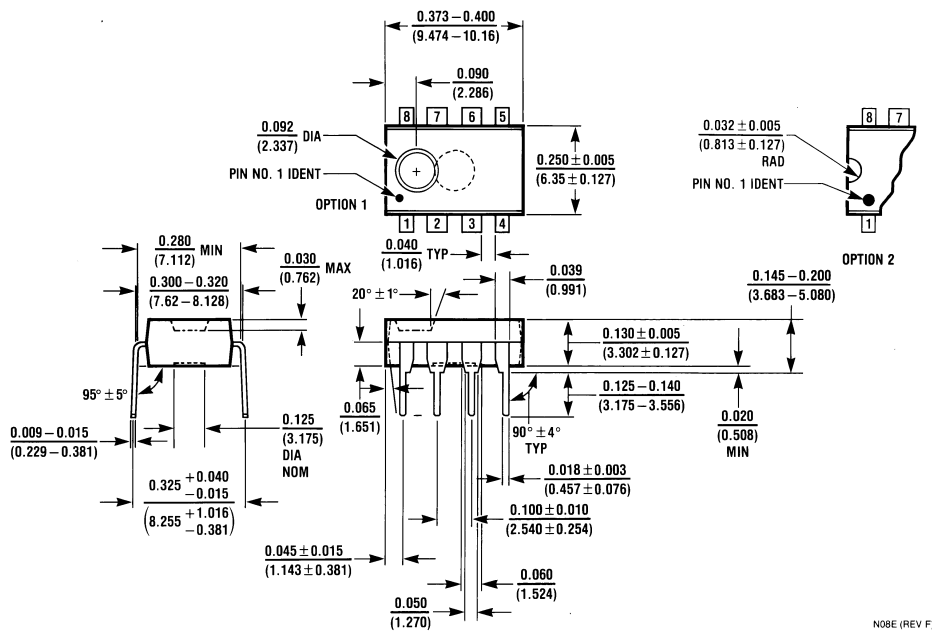 0.373 – 0.400
(9.474 – 10.16)
0.090
(2.286)
8 7 6 5
0.092 DIA
(2.337)
PIN NO. 1 IDENT
OPTION 1
1 2 3 4
0.250 ± 0.005
(6.35 ± 0.127)
0.032 ± 0.005
(0.813 ± 0.127)
RAD
PIN NO. 1 IDENT
8 7
1
OPTION 2
0.280 MIN
(7.112)
0.030 MAX
(0.762)
0.300 – 0.320
(7.62 – 8.128)
0.040 TYP
(1.016)
0.039
(0.991)
0.145 – 0.200
(3.683 – 5.080)
20° ± 1°
0.130 ± 0.005
(3.302 ± 0.127)
95° ± 5°
0.065
(1.651)
0.125 – 0.140
(3.175 – 3.556)
0.125
(3.175)
DIA
NOM
90° ± 4°
TYP
0.020
(0.508)
MIN
0.009 – 0.015
(0.229 – 0.381)
0.018 ± 0.003
(0.457 ± 0.076)
0.325 +0.040
−0.015
(8.255 +1.016
−0.381)
0.100 ± 0.010
(2.540 ± 0.254)
0.045 ± 0.015
(1.143 ± 0.381)
0.060
(1.524)
0.050
(1.270)
N08E (REV F)